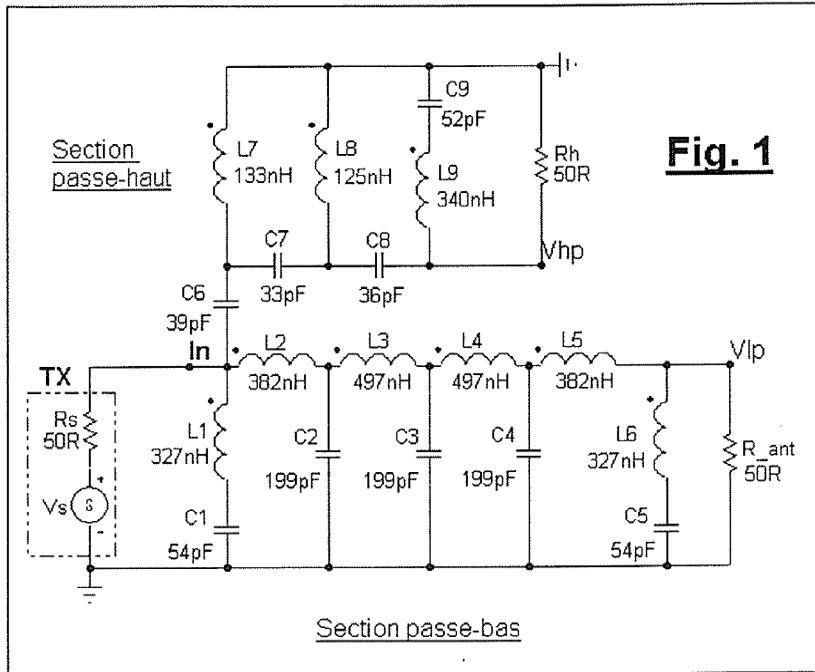 Fig. 1
Section
passe-haut
L7
133nH
L8
125nH
C9
52pF
L9
340nH
Rh
50R
Vhp
C7
33pF
C8
36pF
C6
39pF
In
L2
382nH
L3
497nH
L4
497nH
L5
382nH
Vlp
TX
Rs
50R
Vs
S
+
-
L1
327nH
C1
54pF
C2
199pF
C3
199pF
C4
199pF
L6
327nH
C5
54pF
R_ant
50R
Section passe-bas